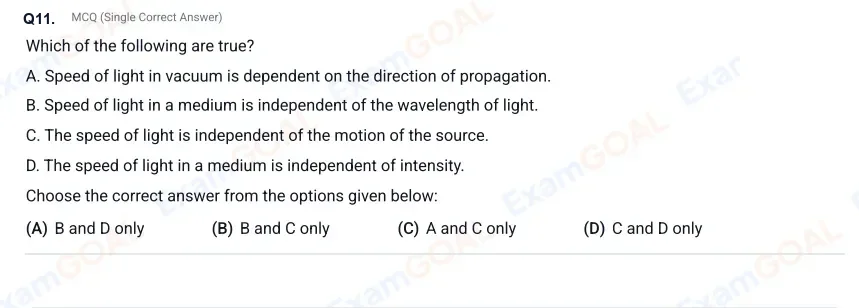 Q11. MCQ (Single Correct Answer)
Which of the following are true?
A. Speed of light in vacuum is dependent on the direction of propagation.
B. Speed of light in a medium is independent of the wavelength of light.
C. The speed of light is independent of the motion of the source.
D. The speed of light in a medium is independent of intensity.
Choose the correct answer from the options given below:
(A) B and D only (B) B and C only (C) A and C only (D) C and D only
ExamGOAL